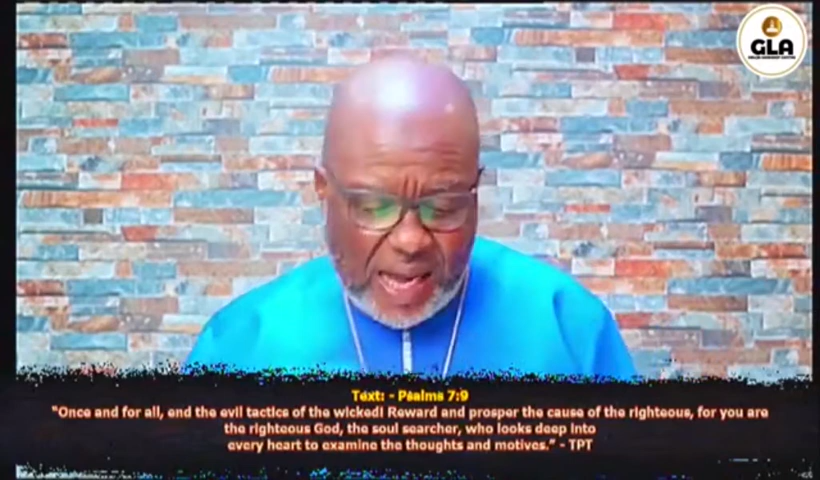 GLA
Text: - Psalms 7:9
"Once and for all, end the evil tactics of the wicked! Reward and prosper the cause of the righteous, for you are
the righteous God, the soul searcher, who looks deep into
every heart to examine the thoughts and motives." - TPT